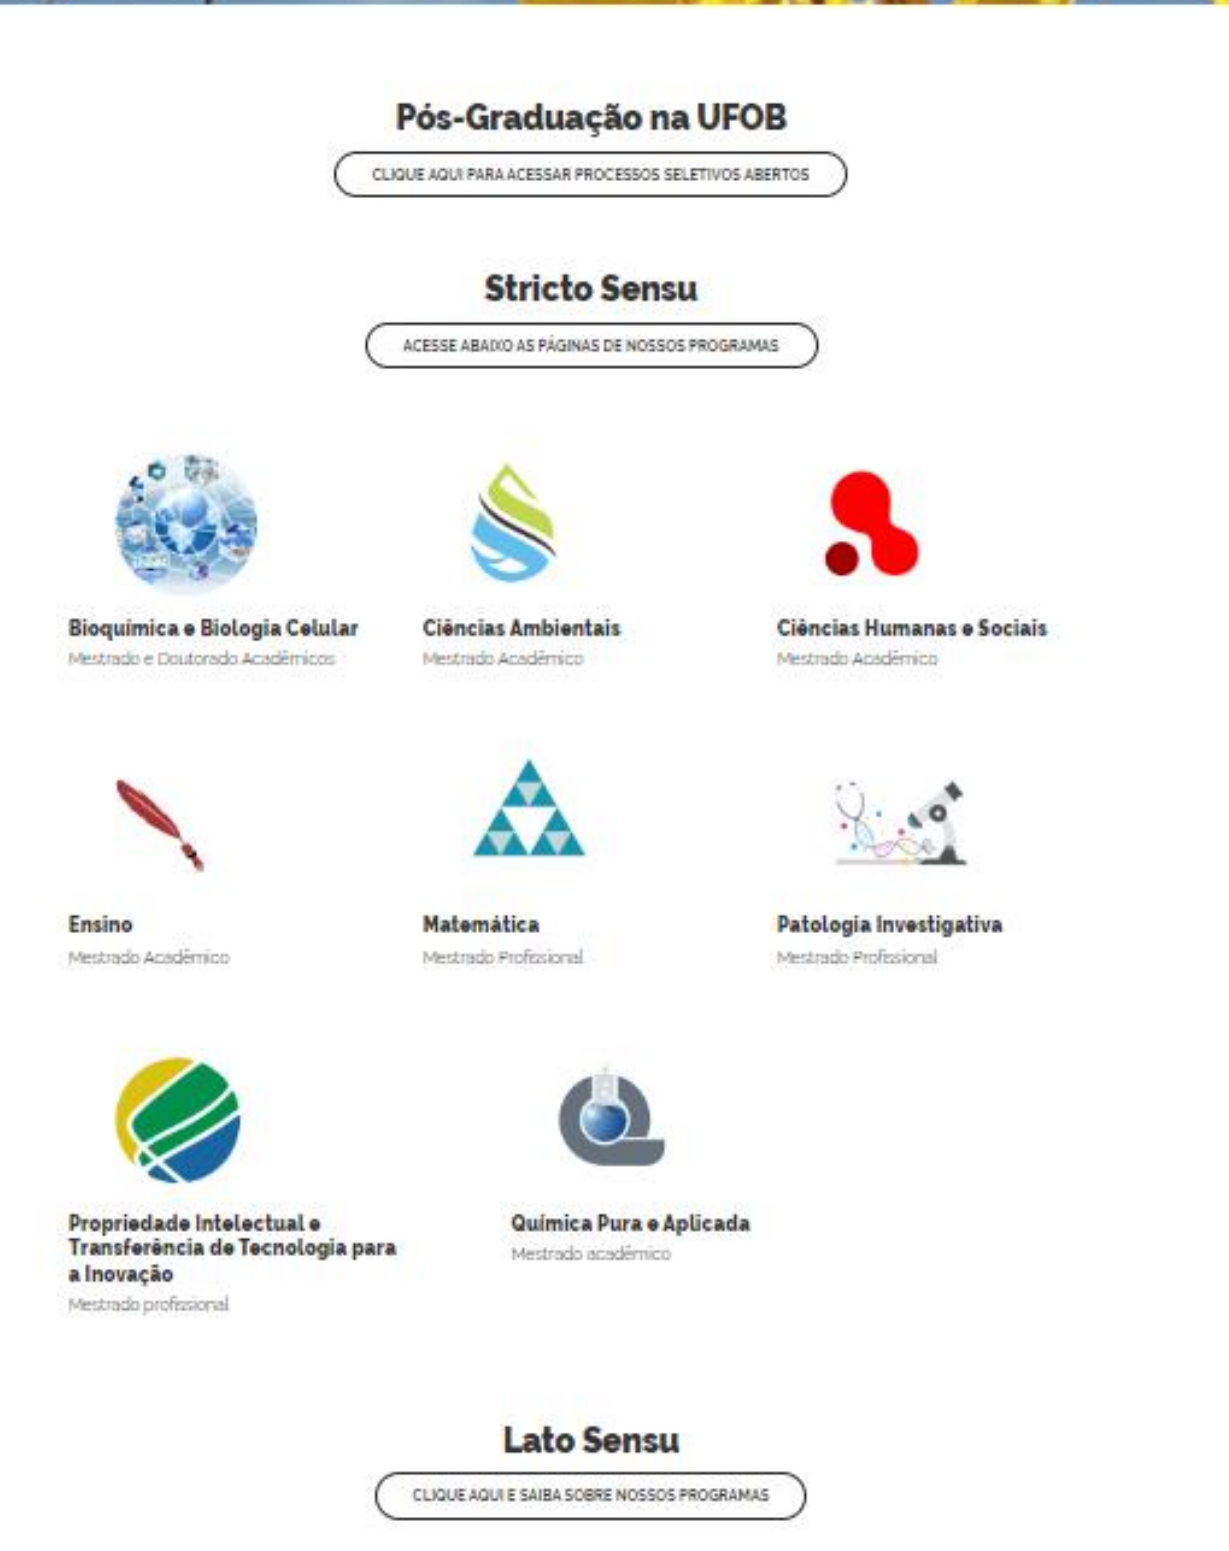 Pós-Graduação na UFOB
CLIQUE AQUI PARA ACESSAR PROCESSOS SELETIVOS ABERTOS
Stricto Sensu
ACESSE ABAIXO AS PÁGINAS DE NOSSOS PROGRAMAS
Bioquímica e Biologia Celular
Mestrado e Doutorado Acadêmicos
Ciências Ambientais
Mestrado Acadêmico
Ciências Humanas e Sociais
Mestrado Acadêmico
Ensino
Mestrado Acadêmico
Matemática
Mestrado Profissional
Patologia Investigativa
Mestrado Profissional
Propriedade Intelectual e
Transferência de Tecnologia para
a Inovação
Mestrado profissional
Química Pura e Aplicada
Mestrado acadêmico
Lato Sensu
CLIQUE AQUI E SAIBA SOBRE NOSSOS PROGRAMAS